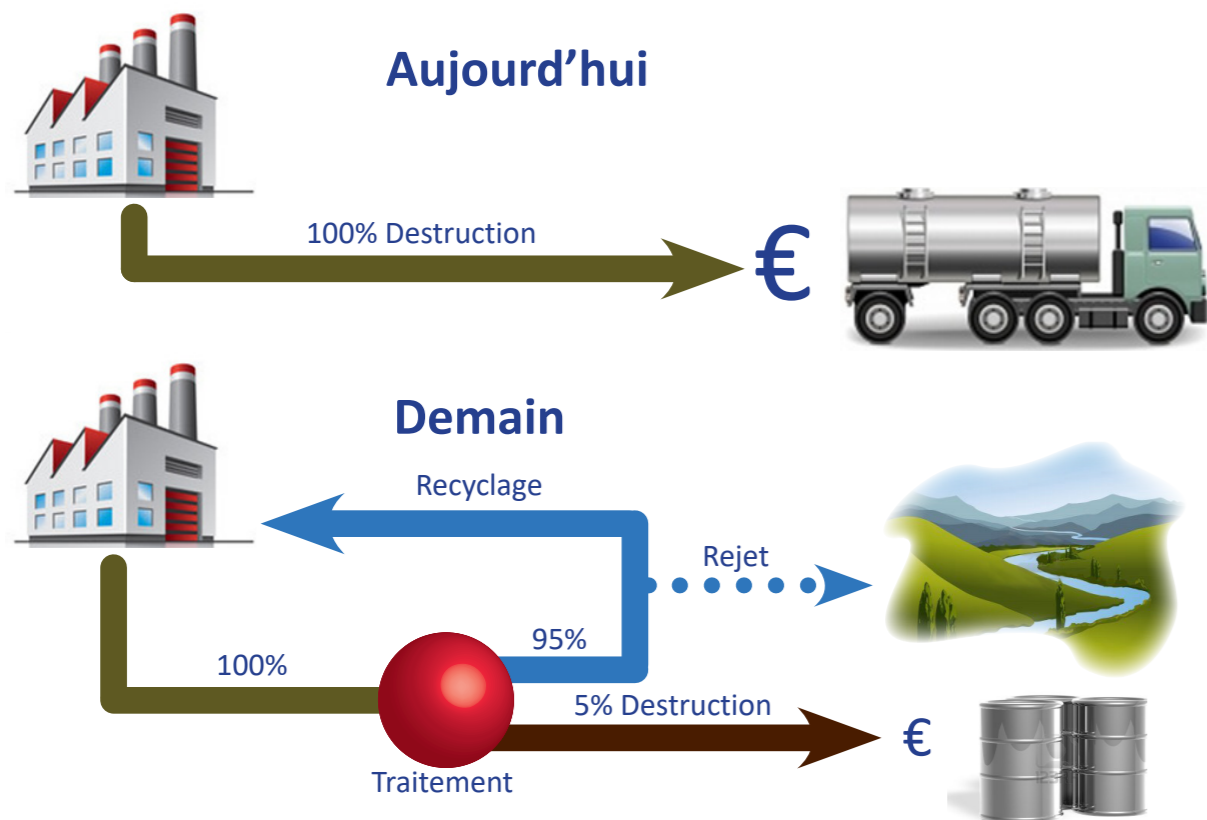 Aujourd’hui
100% Destruction
€
Demain
Recyclage
Rejet
95%
100%
5% Destruction
€
Traitement